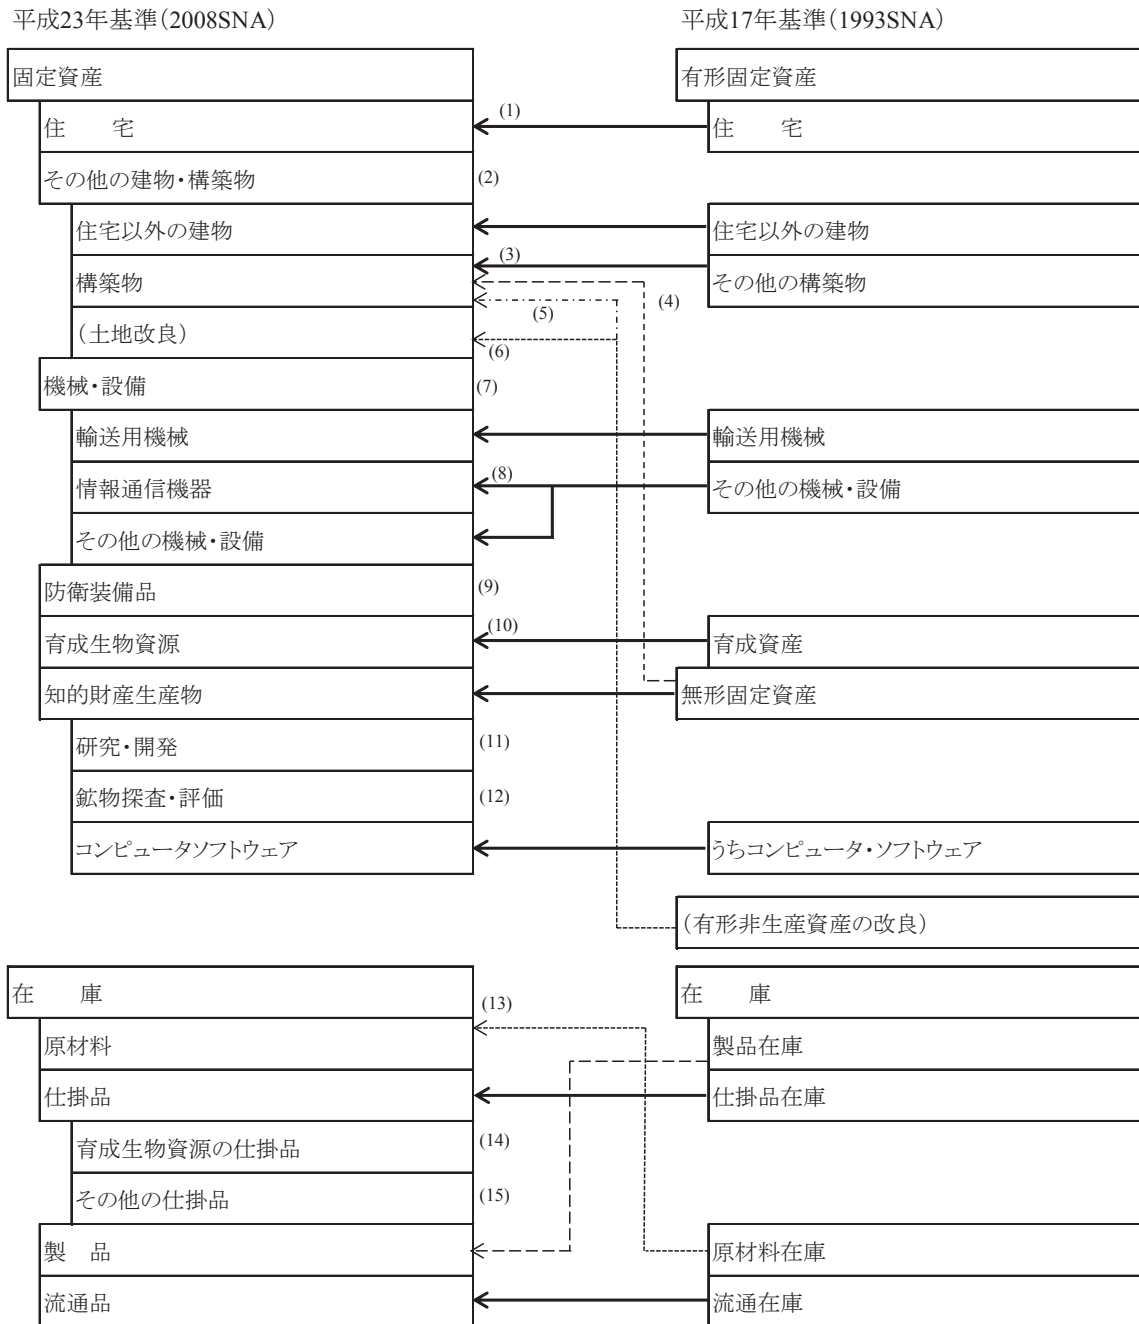 平成23年基準(2008SNA)
平成17年基準(1993SNA)
固定資産
有形固定資産
住　　宅
(1)
住　　宅
その他の建物・構築物
(2)
住宅以外の建物
住宅以外の建物
構築物
(3)
その他の構築物
(4)
(5)
(土地改良)
(6)
機械・設備
(7)
輸送用機械
輸送用機械
情報通信機器
(8)
その他の機械・設備
その他の機械・設備
防衛装備品
(9)
育成生物資源
(10)
育成資産
知的財産生産物
無形固定資産
研究・開発
(11)
鉱物探査・評価
(12)
コンピュータソフトウェア
うちコンピュータ・ソフトウェア
(有形非生産資産の改良)
在　　庫
(13)
在　　庫
原材料
製品在庫
仕掛品
仕掛品在庫
育成生物資源の仕掛品
(14)
その他の仕掛品
(15)
製　品
原材料在庫
流通品
流通在庫